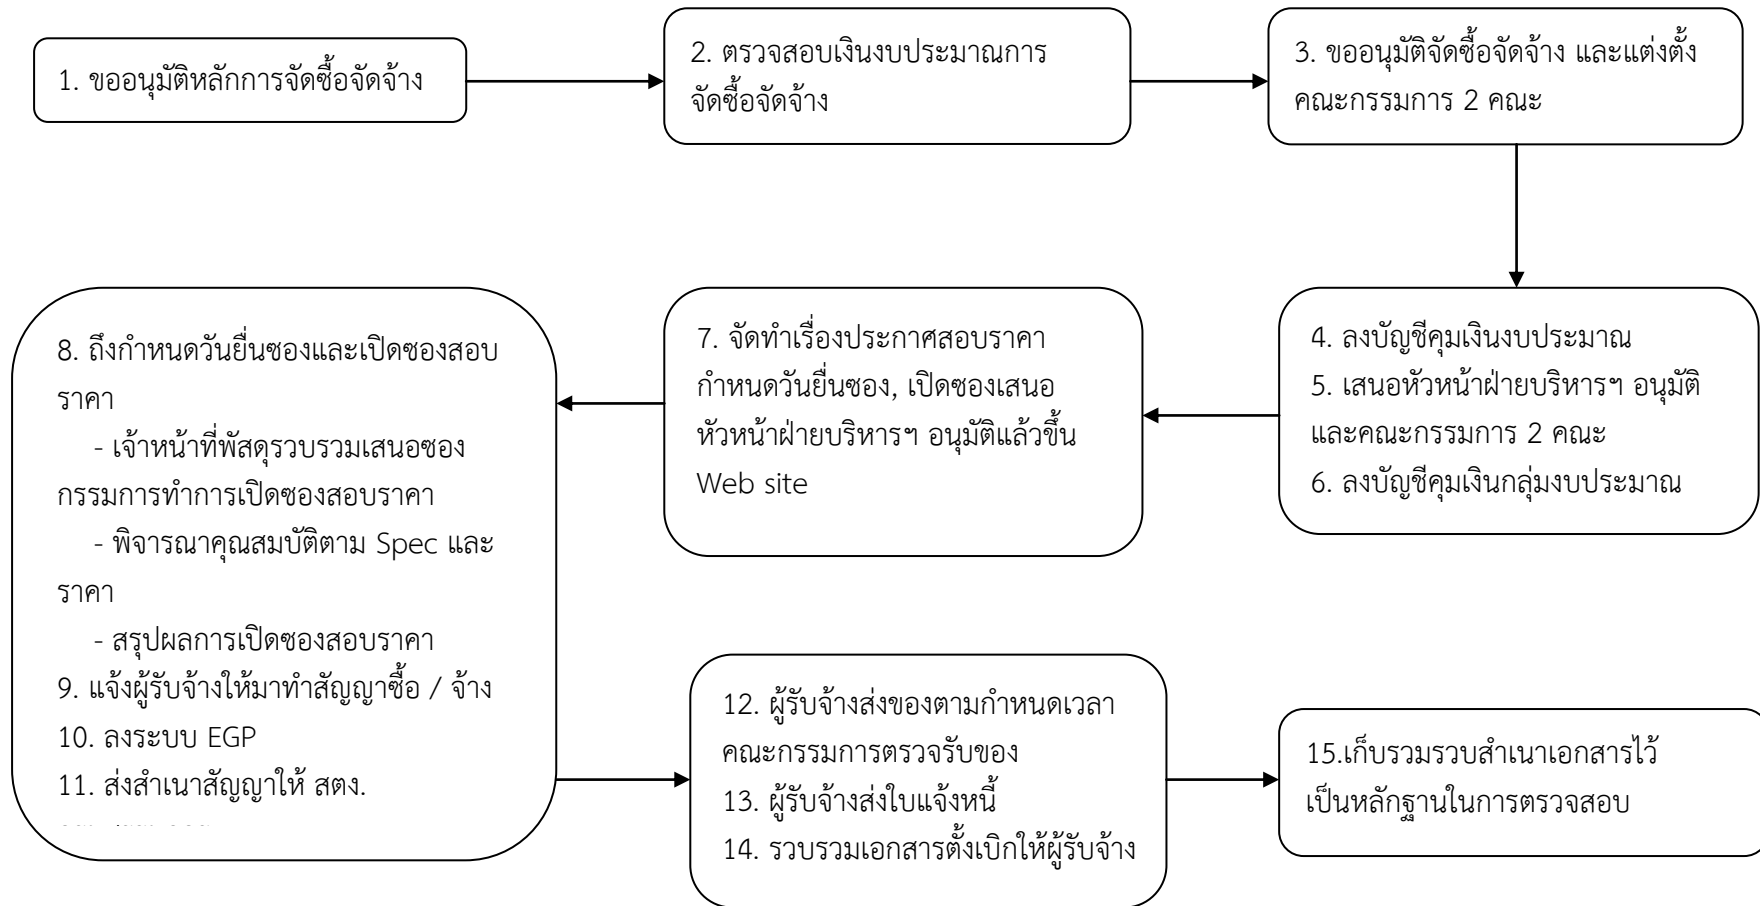 1. ขออนุมัติหลักการจัดซื้อจัดจ้าง
2. ตรวจสอบเงินงบประมาณการ
จัดซื้อจัดจ้าง
3. ขออนุมัติจัดซื้อจัดจ้าง และแต่งตั้ง
คณะกรรมการ 2 คณะ
4. ลงบัญชีคุมเงินงบประมาณ
5. เสนอหัวหน้าฝ่ายบริหารฯ อนุมัติ
และคณะกรรมการ 2 คณะ
6. ลงบัญชีคุมเงินกลุ่มงบประมาณ
7. จัดทำเรื่องประกาศสอบราคา
กำหนดวันยื่นซอง, เปิดซองเสนอ
หัวหน้าฝ่ายบริหารฯ อนุมัติแล้วขึ้น
Web site
8. ถึงกำหนดวันยื่นซองและเปิดซองสอบ
ราคา
- เจ้าหน้าที่พัสดุรวบรวมเสนอซอง
กรรมการทำการเปิดซองสอบราคา
- พิจารณาคุณสมบัติตาม Spec และ
ราคา
- สรุปผลการเปิดซองสอบราคา
9. แจ้งผู้รับจ้างให้มาทำสัญญาซื้อ / จ้าง
10. ลงระบบ EGP
11. ส่งสำเนาสัญญาให้ สตง.
12. ผู้รับจ้างส่งของตามกำหนดเวลา
คณะกรรมการตรวจรับของ
13. ผู้รับจ้างส่งใบแจ้งหนี้
14. รวบรวมเอกสารตั้งเบิกให้ผู้รับจ้าง
15.เก็บรวมรวบสำเนาเอกสารไว้
เป็นหลักฐานในการตรวจสอบ